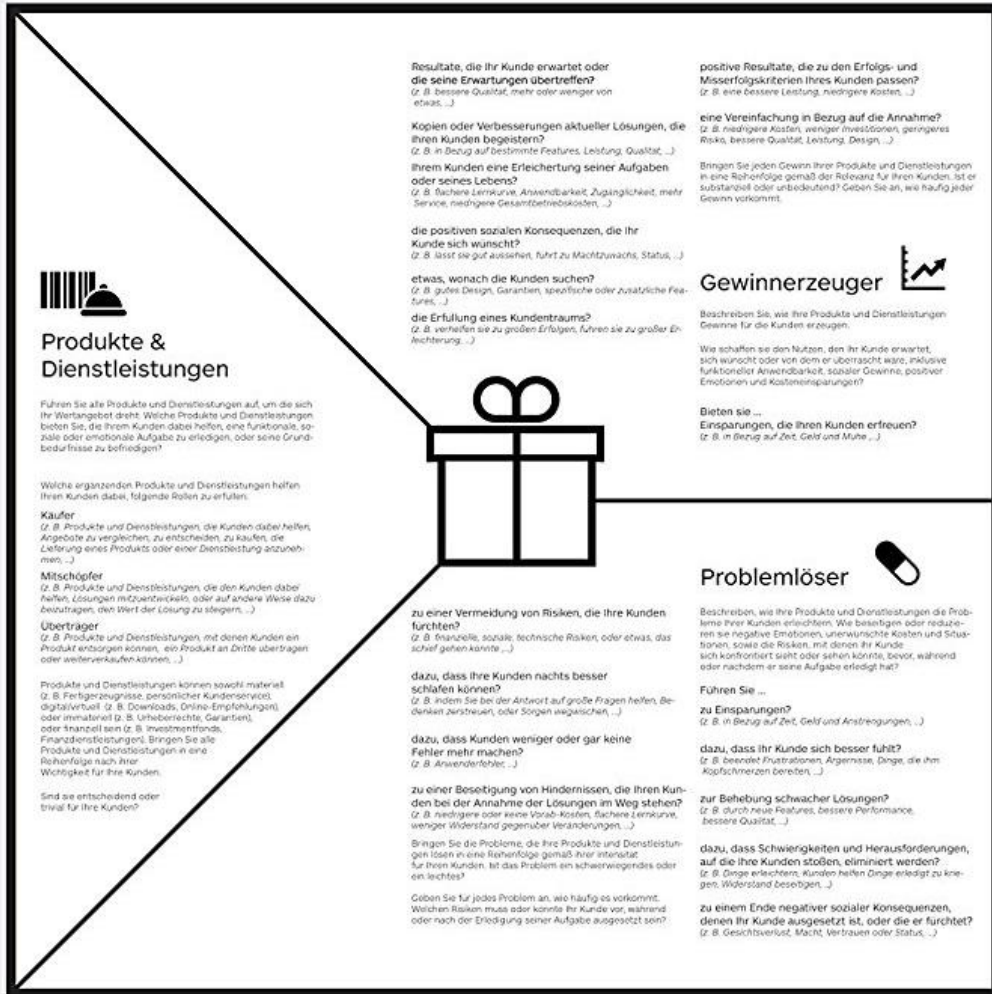 Produkte &
Dienstleistungen
Führen Sie alle Produkte und Dienstleistungen auf, um die sich
Ihr Wertangebot dreht. Welche Produkte und Dienstleistungen
bieten Sie, die Ihrem Kunden dabei helfen, eine funktionale, so-
ziale oder emotionale Aufgabe zu erledigen, oder seine Grund-
bedürfnisse zu befriedigen?
Welche ergänzenden Produkte und Dienstleistungen helfen
Ihren Kunden dabei, folgende Rollen zu erfüllen.
Käufer
(z. B. Produkte und Dienstleistungen, die Kunden dabei helfen,
Angebote zu vergleichen, zu entscheiden, zu kaufen, die
Lieferung eines Produkts oder einer Dienstleistung anzuneh-
men, ...)
Mitschöpfer
(z. B. Produkte und Dienstleistungen, die den Kunden dabei
helfen, Lösungen mitzuentwickeln, oder auf andere Weise dazu
beizutragen, den Wert der Lösung zu steigern, ...)
Überträger
(z. B. Produkte und Dienstleistungen, mit denen Kunden ein
Produkt entsorgen können, ein Produkt an Dritte übertragen
oder weiterverkaufen können, ...)
Produkte und Dienstleistungen können sowohl materiell
(z. B. Fertigerzeugnisse, persönlicher Kundenservice),
digital/virtuell (z. B. Downloads, Online-Empfehlungen),
oder immateriell (z. B. Urheberrechte, Garantien),
oder finanziell sein (z. B. Investmentfonds,
Finanzdienstleistungen). Bringen Sie alle
Produkte und Dienstleistungen in eine
Reihenfolge nach ihrer
Wichtigkeit für Ihre Kunden.
Sind sie entscheidend oder
trivial für Ihre Kunden?
Gewinnerzeuger
Beschreiben Sie, wie Ihre Produkte und Dienstleistungen
Gewinne für die Kunden erzeugen.
Wie schaffen sie den Nutzen, den ihr Kunde erwartet,
sich wünscht oder von dem er überrascht wäre, inklusive
funktioneller Anwendbarkeit, sozialer Gewinne, positiver
Emotionen und Kosteneinsparungen?
Bieten sie ...
Einsparungen, die Ihren Kunden erfreuen?
(z. B. in Bezug auf Zeit, Geld und Mühe ,...)
Resultate, die Ihr Kunde erwartet oder
die seine Erwartungen übertreffen?
(z. B. bessere Qualität, mehr oder weniger von
etwas, ...)
Kopien oder Verbesserungen aktueller Lösungen, die
Ihren Kunden begeistern?
(z. B. in Bezug auf bestimmte Features, Leistung, Qualität, ...)
Ihrem Kunden eine Erleichertung seiner Aufgaben
oder seines Lebens?
(z. B. flachere Lernkurve, Anwendbarkeit, Zugänglichkeit, mehr
Service, niedrigere Gesamtbetriebskosten, ...)
die positiven sozialen Konsequenzen, die Ihr
Kunde sich wünscht?
(z. B. lässt sie gut aussehen, führt zu Machtzuwachs, Status, ...)
etwas, wonach die Kunden suchen?
(z. B. gutes Design, Garantien, spezifische oder zusätzliche Fea-
tures, ...)
die Erfüllung eines Kundentraums?
(z. B. verhelfen sie zu großen Erfolgen, führen sie zu großer Er-
leichterung, ...)
positive Resultate, die zu den Erfolgs- und
Misserfolgskriterien Ihres Kunden passen?
(z. B. eine bessere Leistung, niedrigere Kosten, ...)
eine Vereinfachung in Bezug auf die Annahme?
(z. B. niedrigere Kosten, weniger Investitionen, geringeres
Risiko, bessere Qualität, Leistung, Design, ...)
Bringen Sie jeden Gewinn Ihrer Produkte und Dienstleistungen
in eine Reihenfolge gemäß der Relevanz für Ihren Kunden. Ist er
substanziell oder unbedeutend? Geben Sie an, wie häufig jeder
Gewinn vorkommt.
Problemlöser
Beschreiben, wie Ihre Produkte und Dienstleistungen die Prob-
leme Ihrer Kunden erleichtern. Wie beseitigen oder reduzie-
ren sie negative Emotionen, unerwünschte Kosten und Situa-
tionen, sowie die Risiken, mit denen ihr Kunde
sich konfrontiert sieht oder sehen könnte, bevor, während
oder nachdem er seine Aufgabe erledigt hat?
Führen Sie ...
zu Einsparungen?
(z. B. in Bezug auf Zeit, Geld und Anstrengungen, ...)
dazu, dass Ihr Kunde sich besser fühlt?
(z. B. beendet Frustrationen, Ärgernisse, Dinge, die ihm
Kopfschmerzen bereiten, ...)
zur Behebung schwacher Lösungen?
(z. B. durch neue Features, bessere Performance,
bessere Qualität, ...)
dazu, dass Schwierigkeiten und Herausforderungen,
auf die Ihre Kunden stoßen, eliminiert werden?
(z. B. Dinge erleichtern, Kunden helfen Dinge erledigt zu krie-
gen, Widerstand beseitigen, ...)
zu einem Ende negativer sozialer Konsequenzen,
denen Ihr Kunde ausgesetzt ist, oder die er fürchtet?
(z. B. Gesichtsverlust, Macht, Vertrauen oder Status, ...)
zu einer Vermeidung von Risiken, die Ihre Kunden
fürchten?
(z. B. finanzielle, soziale, technische Risiken, oder etwas, das
schief gehen könnte ,...)
dazu, dass Ihre Kunden nachts besser
schlafen können?
(z. B. indem Sie bei der Antwort auf große Fragen helfen, Be-
denken zerstreuen, oder Sorgen wegwischen, ...)
dazu, dass Kunden weniger oder gar keine
Fehler mehr machen?
(z. B. Anwenderfehler, ...)
zu einer Beseitigung von Hindernissen, die Ihren Kun-
den bei der Annahme der Lösungen im Weg stehen?
(z. B. niedrigere oder keine Vorab-Kosten, flachere Lernkurve,
weniger Widerstand gegenüber Veränderungen, ...)
Bringen Sie die Probleme, die Ihre Produkte und Dienstleistun-
gen lösen in eine Reihenfolge gemäß ihrer Intensität
für Ihren Kunden. Ist das Problem ein schwerwiegendes oder
ein leichtes?
Geben Sie für jedes Problem an, wie häufig es vorkommt.
Welchen Risiken muss oder könnte Ihr Kunde vor, während
oder nach der Erledigung seiner Aufgabe ausgesetzt sein?